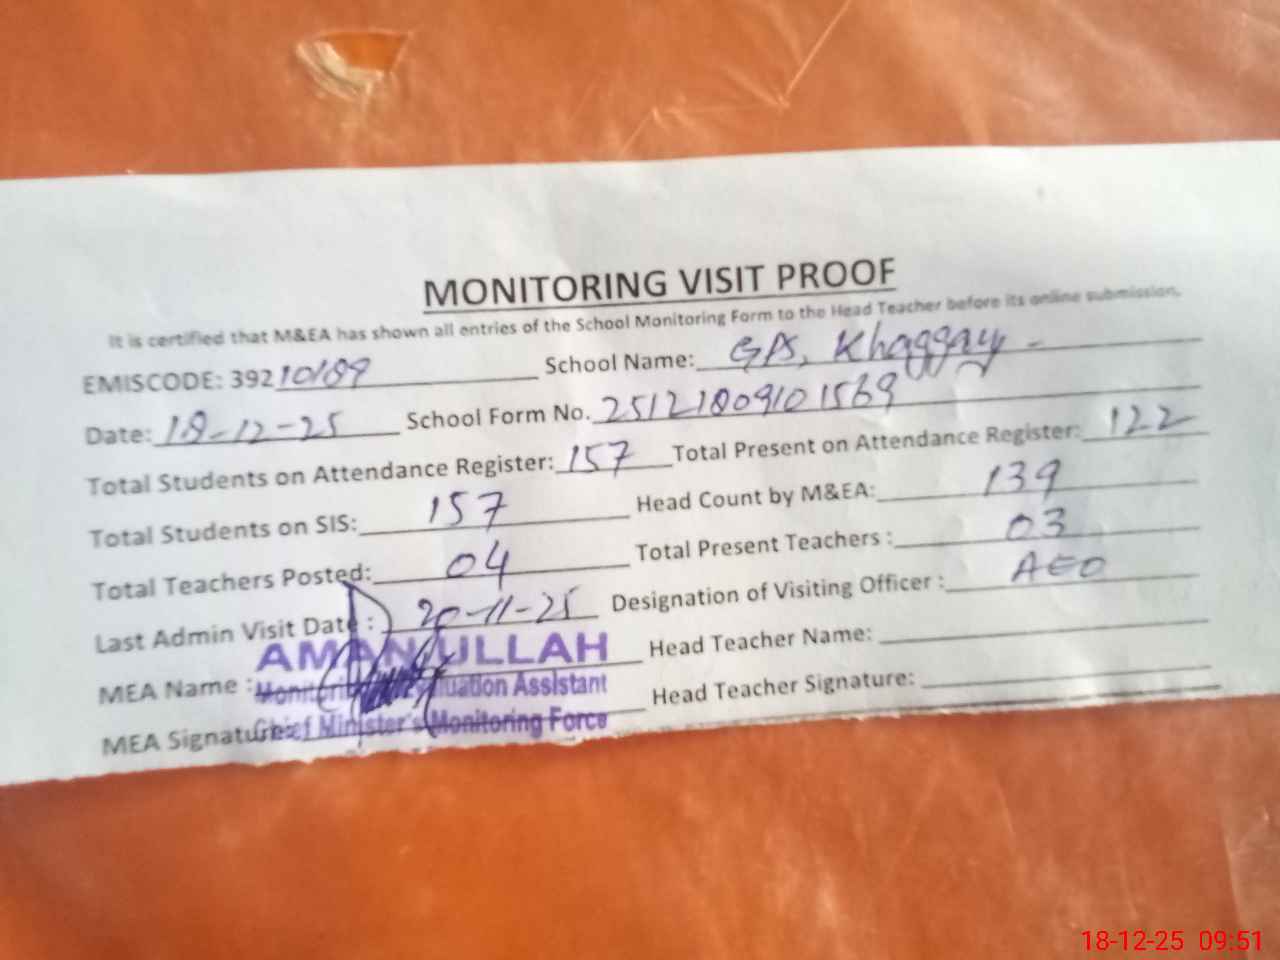 MONITORING VISIT PROOF
It is certified that M&EA has shown all entries of the School Monitoring Form to the Head Teacher before its online submission.
EMISCODE: 39210189 School Name: GPS, Khaggay
Date: 18-12-25 School Form No. 25121809101569
Total Students on Attendance Register: 157 Total Present on Attendance Register: 122
Total Students on SIS: 157 Head Count by M&EA: 139
Total Teachers Posted: 04 Total Present Teachers : 03
Last Admin Visit Date : 20-11-25 Designation of Visiting Officer : AEO
AMAN ULLAH
MEA Name : Monitoring Evaluation Assistant Head Teacher Name:
MEA Signature: Chief Minister's Monitoring Force Head Teacher Signature:
18-12-25 09:51